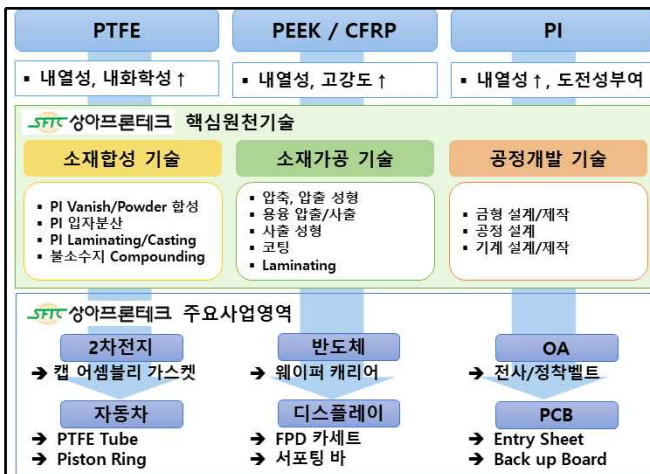 PTFE
PEEK / CFRP
PI
▪ 내열성, 내화학성 ↑
▪ 내열성, 고강도 ↑
▪ 내열성 ↑, 도전성부여
SFTC 상아프론테크 핵심원천기술
소재합성 기술
▪ PI Vanish/Powder 합성
▪ PI 입자분산
▪ PI Laminating/Casting
▪ 불소수지 Compounding
소재가공 기술
▪ 압축, 압출 성형
▪ 용융 압출/사출
▪ 사출 성형
▪ 코팅
▪ Laminating
공정개발 기술
▪ 금형 설계/제작
▪ 공정 설계
▪ 기계 설계/제작
SFTC 상아프론테크 주요사업영역
2차전지
➔ 캡 어셈블리 가스켓
반도체
➔ 웨이퍼 캐리어
OA
➔ 전사/정착벨트
자동차
➔ PTFE Tube
➔ Piston Ring
디스플레이
➔ FPD 카세트
➔ 서포팅 바
PCB
➔ Entry Sheet
➔ Back up Board